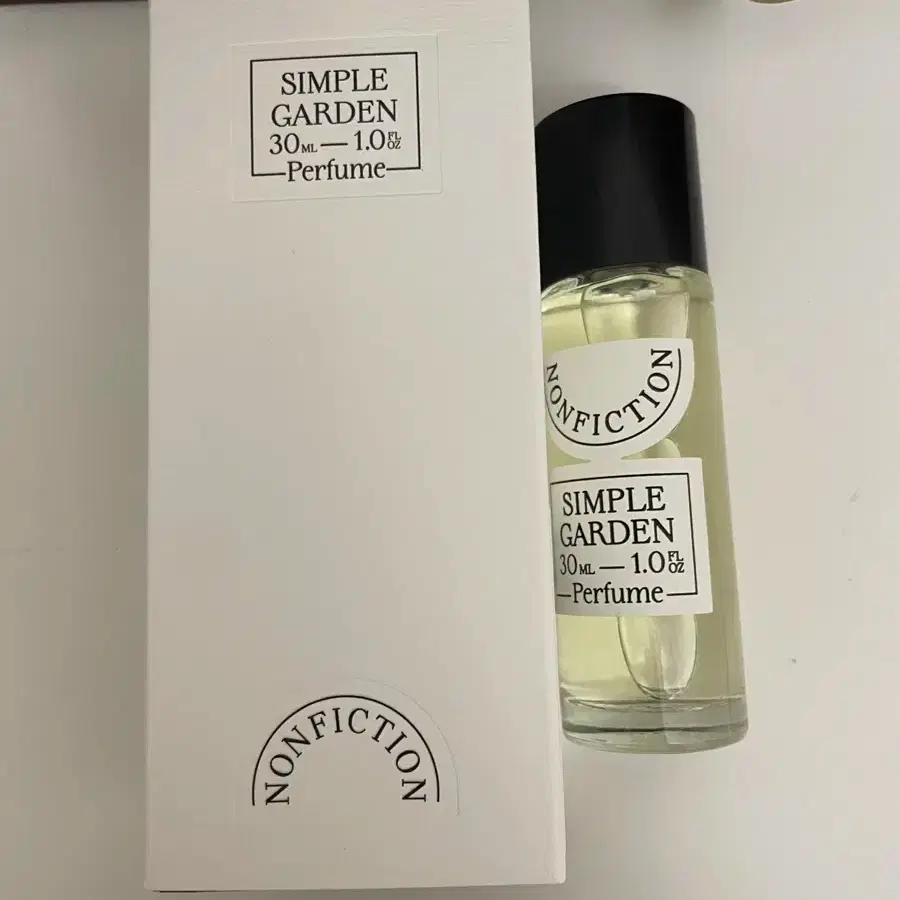 SIMPLE
GARDEN
30ML — 1.0FL OZ
Perfume
NONFICTION
NONFICTION
SIMPLE
GARDEN
30ML — 1.0FL OZ
Perfume